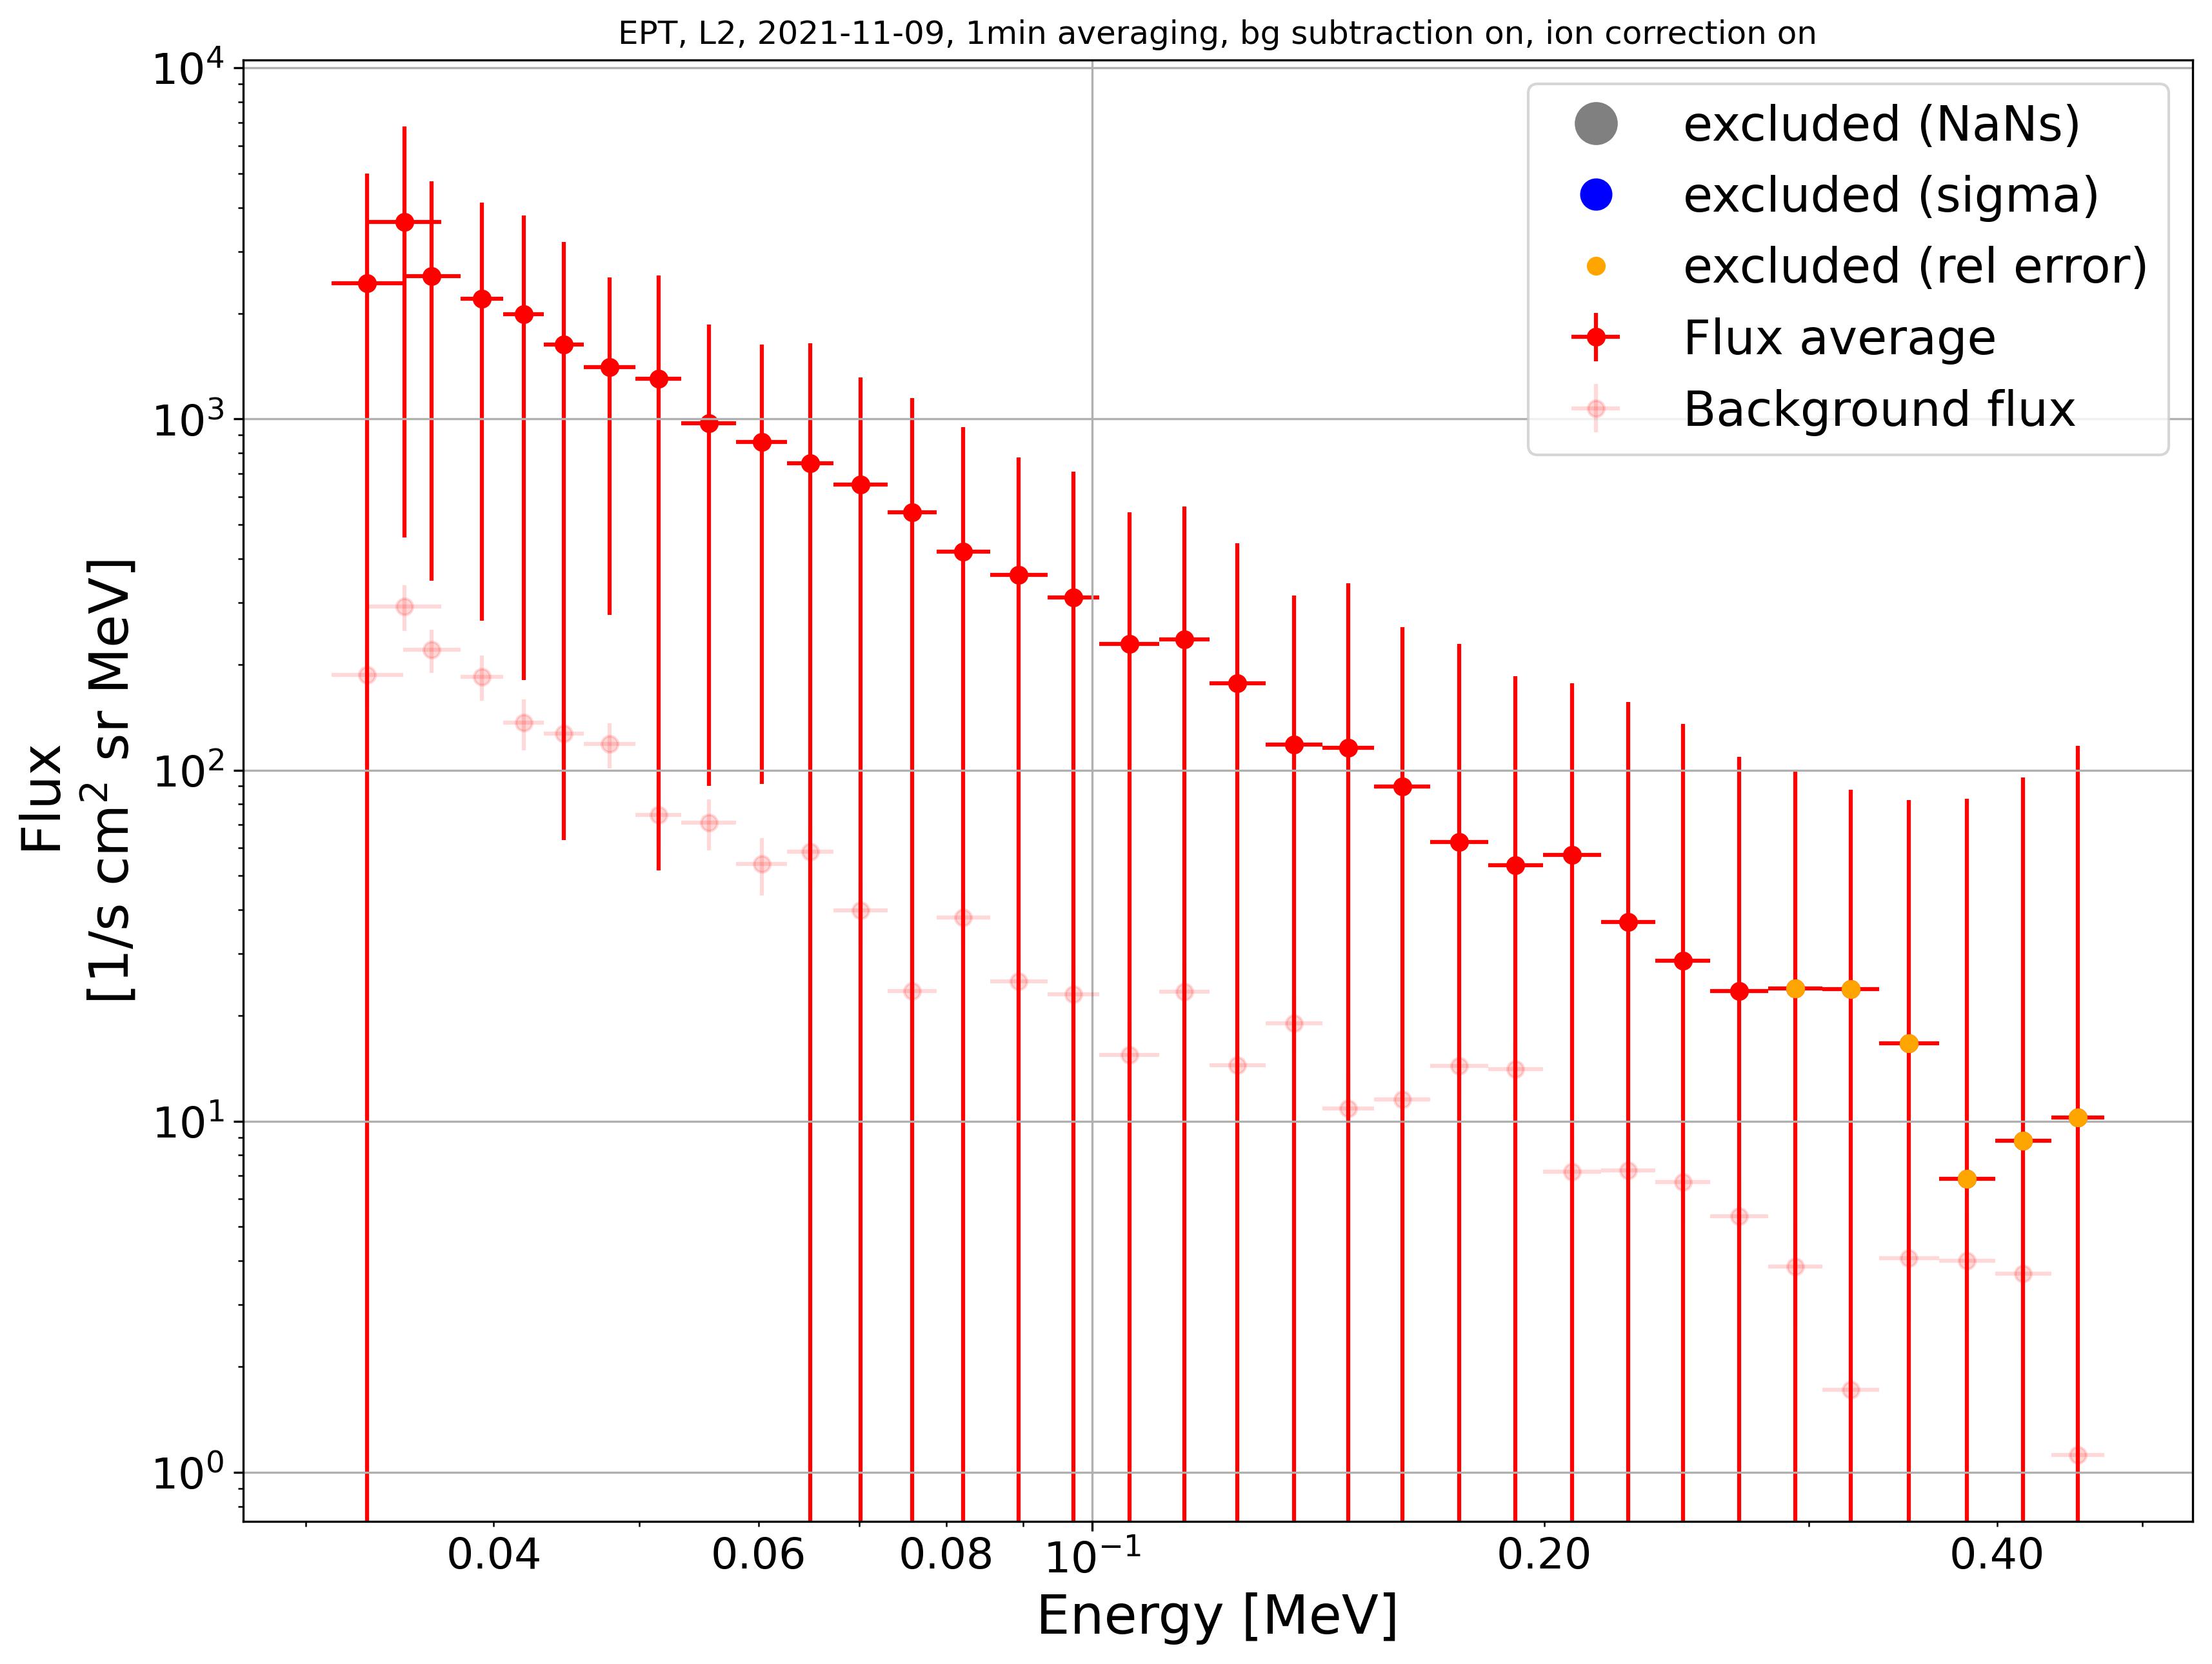 EPT, L2, 2021-11-09, 1min averaging, bg subtraction on, ion correction on
10⁴
10³
10²
10¹
10⁰
Flux
[1/s cm² sr MeV]
excluded (NaNs)
excluded (sigma)
excluded (rel error)
Flux average
Background flux
0.04
0.06
0.08
10⁻¹
0.20
0.40
Energy [MeV]